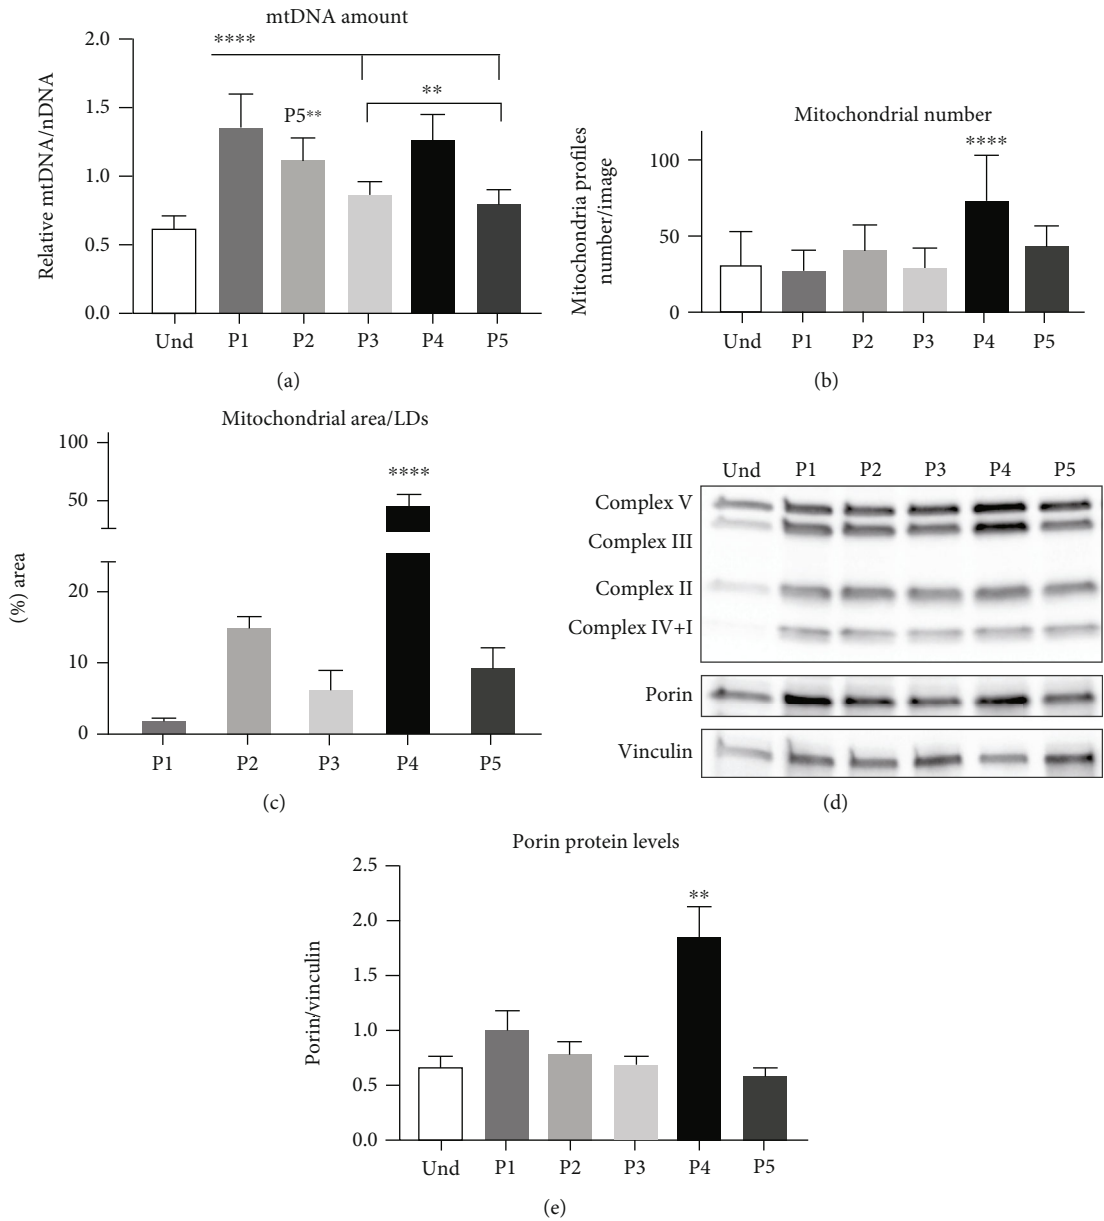 mtDNA amount
Relative mtDNA/nDNA
2.0
1.5
1.0
0.5
0.0
****
P5**
**
Und P1 P2 P3 P4 P5
(a)
Mitochondrial number
Mitochondria profiles
number/image
100
50
0
****
Und P1 P2 P3 P4 P5
(b)
Mitochondrial area/LDs
(%) area
100
50
20
10
0
****
P1 P2 P3 P4 P5
(c)
Und P1 P2 P3 P4 P5
Complex V
Complex III
Complex II
Complex IV+I
Porin
Vinculin
(d)
Porin protein levels
Porin/vinculin
2.5
2.0
1.5
1.0
0.5
0.0
**
Und P1 P2 P3 P4 P5
(e)